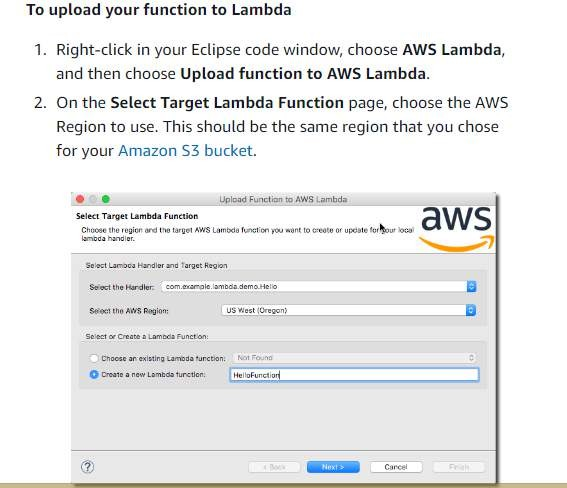 To upload your function to Lambda
1. Right-click in your Eclipse code window, choose AWS Lambda,
and then choose Upload function to AWS Lambda.
2. On the Select Target Lambda Function page, choose the AWS
Region to use. This should be the same region that you chose
for your Amazon S3 bucket.
Upload Function to AWS Lambda
Select Target Lambda Function
Choose the region and the target AWS Lambda function you want to create or update for your local
lambda handler.
aws
Select Lambda Handler and Target Region
Select the Handler: com.example.lambda.demo.Hello
Select the AWS Region: US West (Oregon)
Select or Create a Lambda Function:
Choose an existing Lambda function: Not Found
Create a new Lambda function: HelloFunction
? < Back Next > Cancel Finish